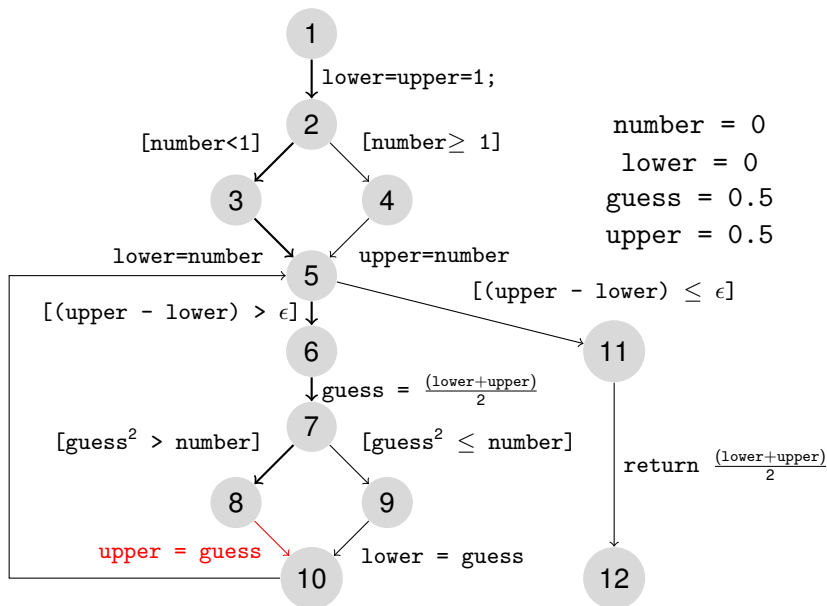 1
lower=upper=1;
2
[number<1]
[number≥ 1]
number = 0
lower = 0
guess = 0.5
upper = 0.5
3
4
lower=number
upper=number
5
[(upper - lower) > ϵ]
[(upper - lower) ≤ ϵ]
6
11
guess = (lower+upper)/2
7
[guess² > number]
[guess² ≤ number]
return (lower+upper)/2
8
9
upper = guess
lower = guess
10
12